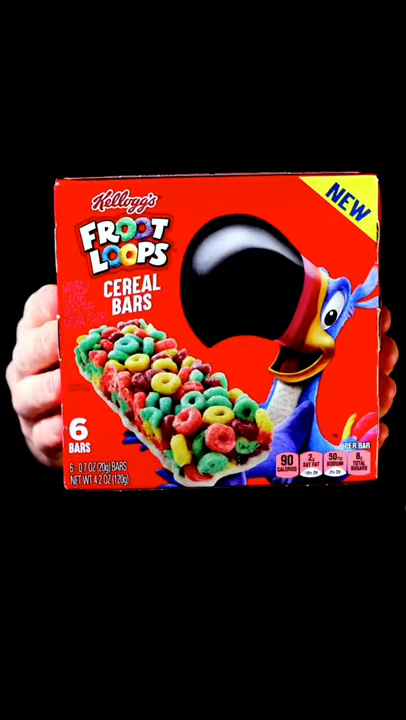 Kellogg's
NEW
FROOT
LOOPS
CEREAL
BARS
6
BARS
6 - 0.7 OZ (20g) BARS
NET WT 4.2 OZ (120g)
PER BAR
90
CALORIES
2g
SAT FAT
50mg
SODIUM
8g
TOTAL
SUGARS